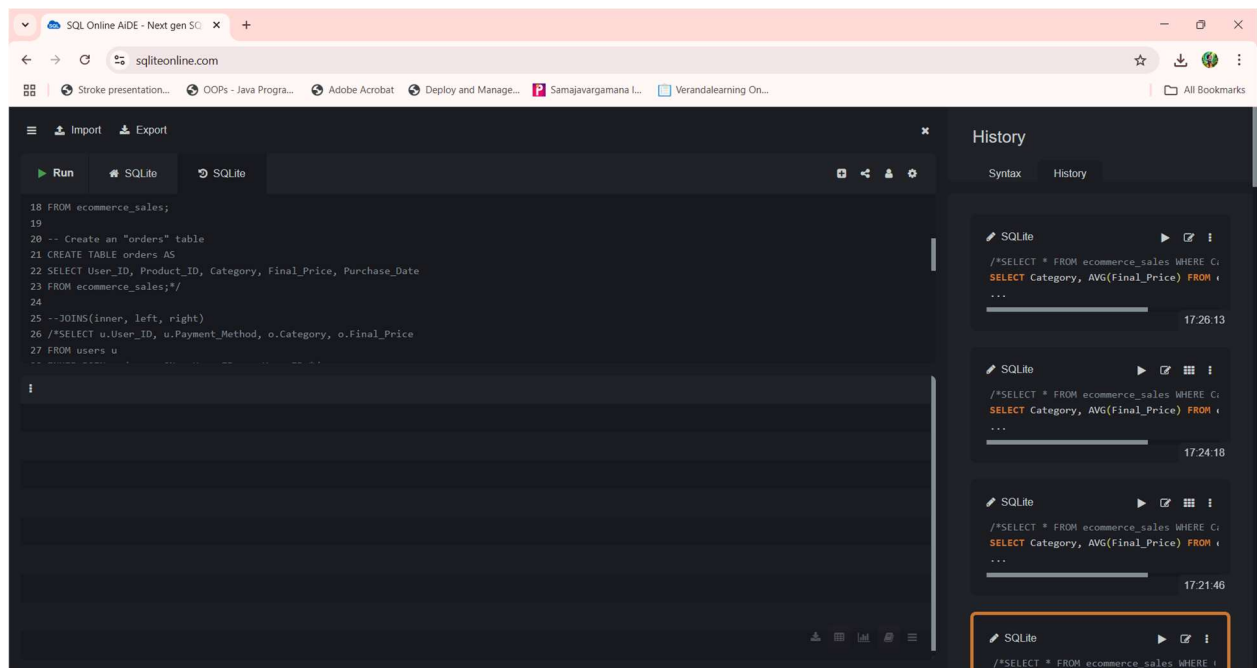 SQL Online AiDE - Next gen SQ
sqliteonline.com
Stroke presentation... OOPs - Java Progra... Adobe Acrobat Deploy and Manage... Samajavargamana I... Verandalearning On... All Bookmarks
Import Export
Run SQLite SQLite
18 FROM ecommerce_sales;
19
20 -- Create an "orders" table
21 CREATE TABLE orders AS
22 SELECT User_ID, Product_ID, Category, Final_Price, Purchase_Date
23 FROM ecommerce_sales;*/
24
25 --JOINS(inner, left, right)
26 /*SELECT u.User_ID, u.Payment_Method, o.Category, o.Final_Price
27 FROM users u
History
Syntax History
SQLite
/*SELECT * FROM ecommerce_sales WHERE Ca
SELECT Category, AVG(Final_Price) FROM e
...
17:26:13
SQLite
/*SELECT * FROM ecommerce_sales WHERE Ca
SELECT Category, AVG(Final_Price) FROM e
...
17:24:18
SQLite
/*SELECT * FROM ecommerce_sales WHERE Ca
SELECT Category, AVG(Final_Price) FROM e
...
17:21:46
SQLite
/*SELECT * FROM ecommerce_sales WHERE